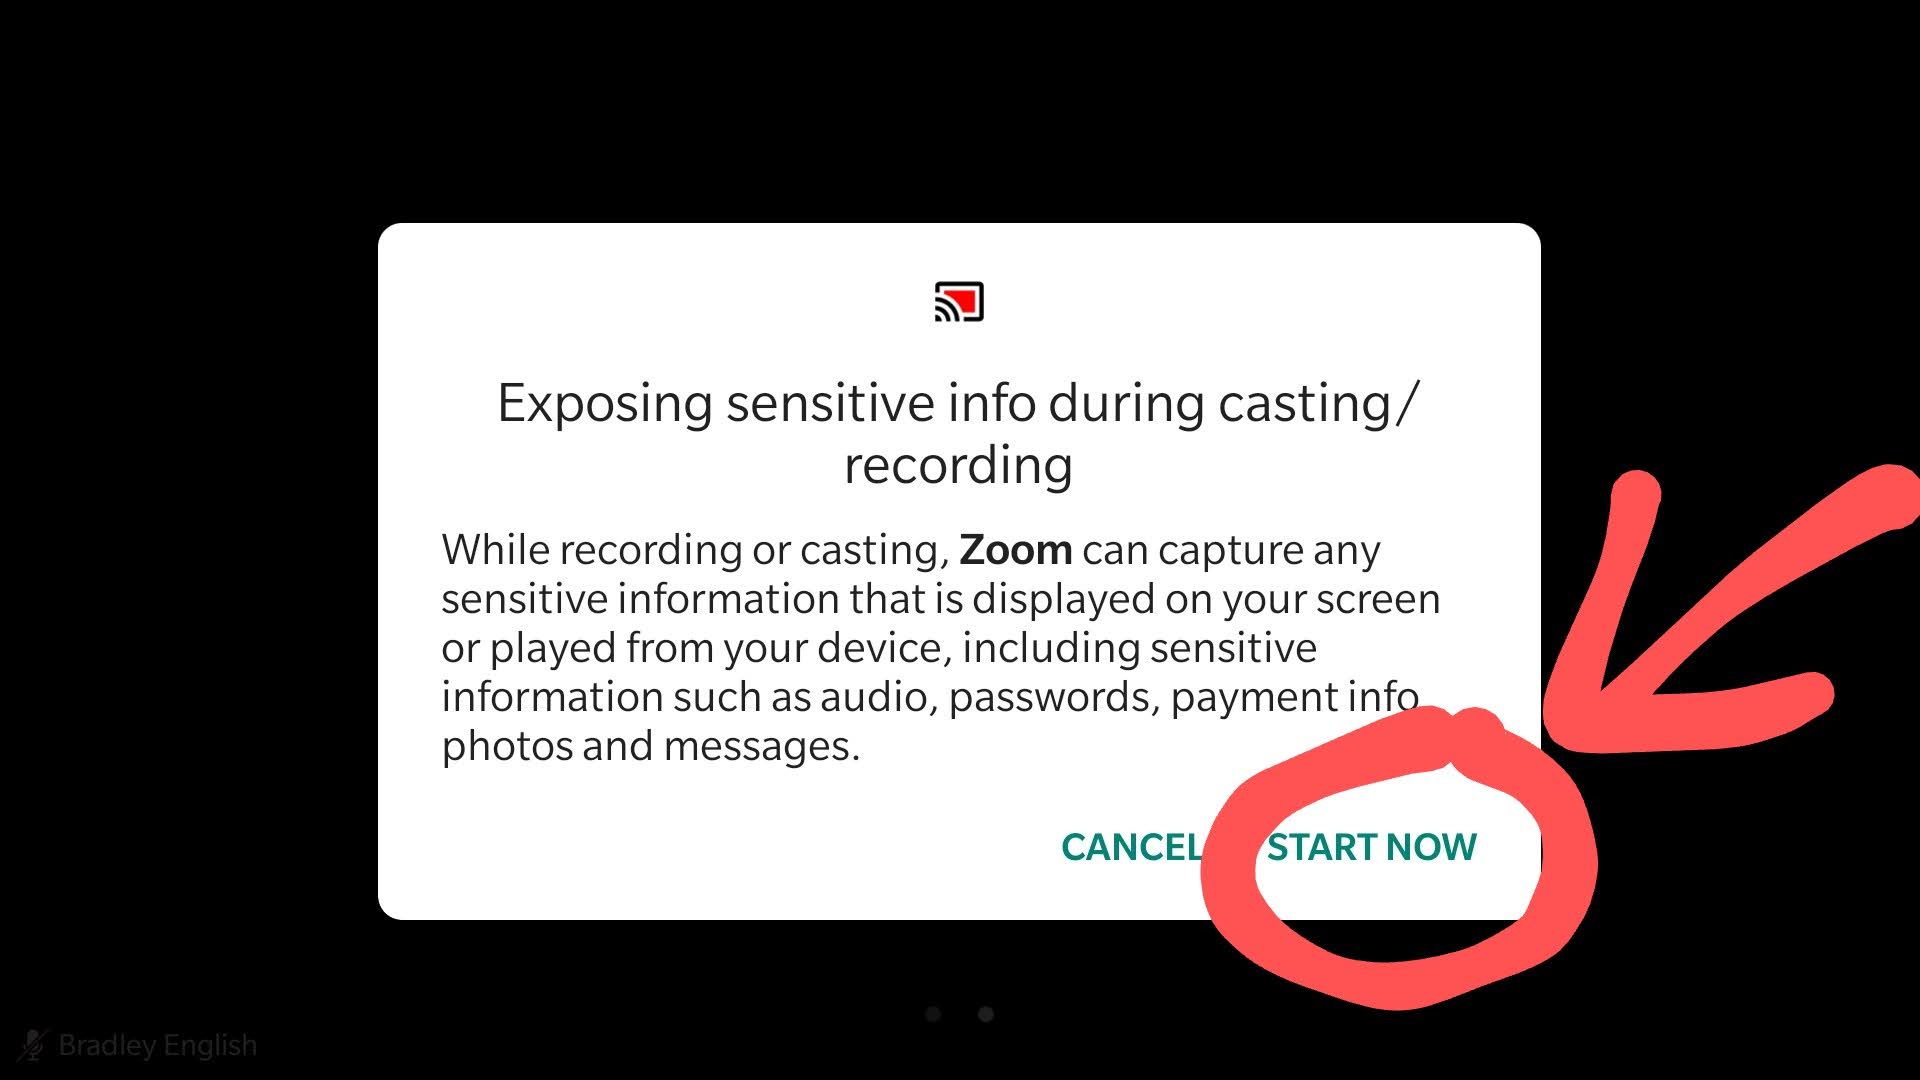 Exposing sensitive info during casting/
recording
While recording or casting, Zoom can capture any
sensitive information that is displayed on your screen
or played from your device, including sensitive
information such as audio, passwords, payment info
photos and messages.
CANCEL START NOW
Bradley English